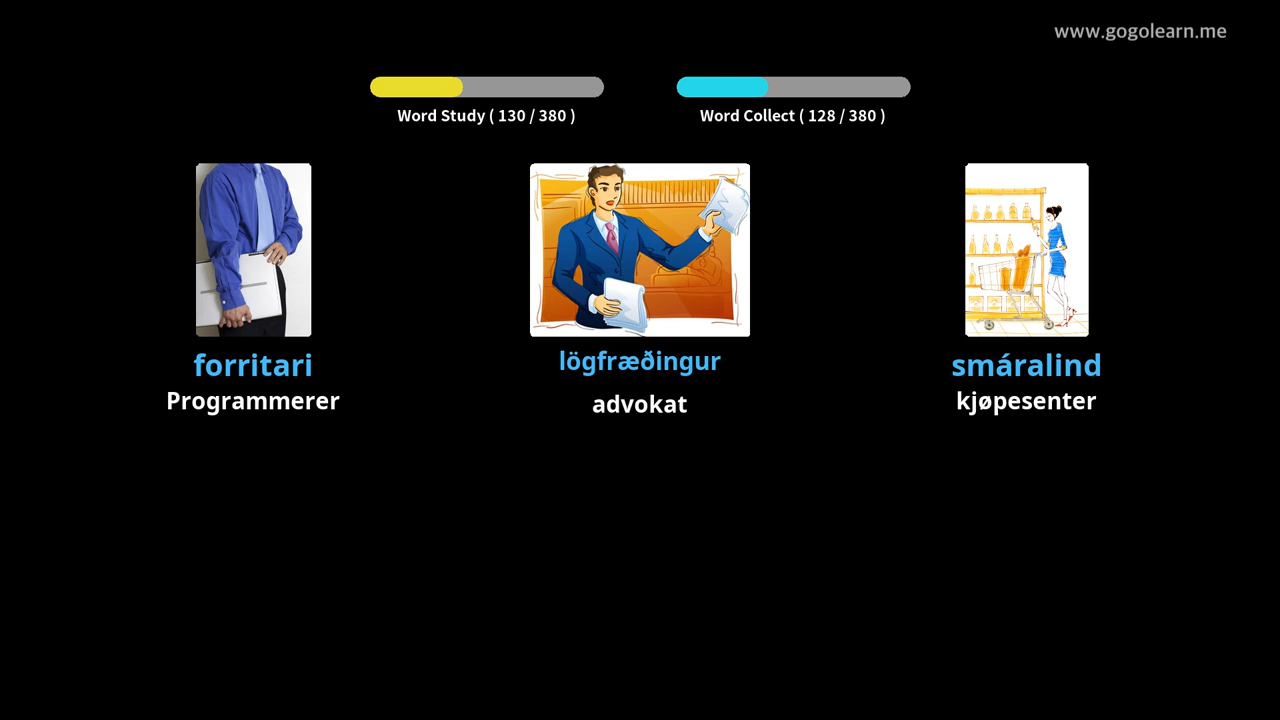 www.gogolearn.me
Word Study ( 130 / 380 )
Word Collect ( 128 / 380 )
forritari
Programmerer
lögfræðingur
advokat
smáralind
kjøpesenter